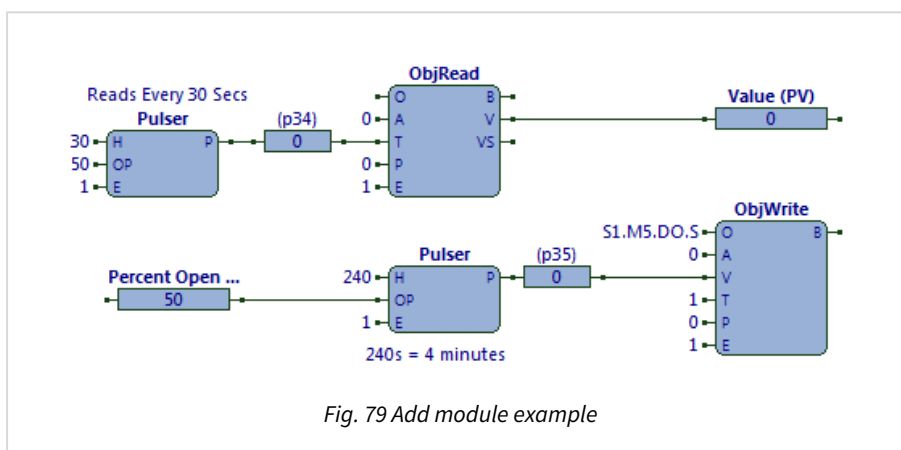 ObjRead
Reads Every 30 Secs
Pulser
(p34)
Value (PV)
O B
0 A V
0
30 H P
0
T VS
50 OP
0 P
1 E
1 E
ObjWrite
S1.M5.DO.S O B
Pulser
(p35)
0 A
Percent Open ...
240 H P
0
V
50
OP
1 T
1 E
0 P
240s = 4 minutes
1 E
Fig. 79 Add module example